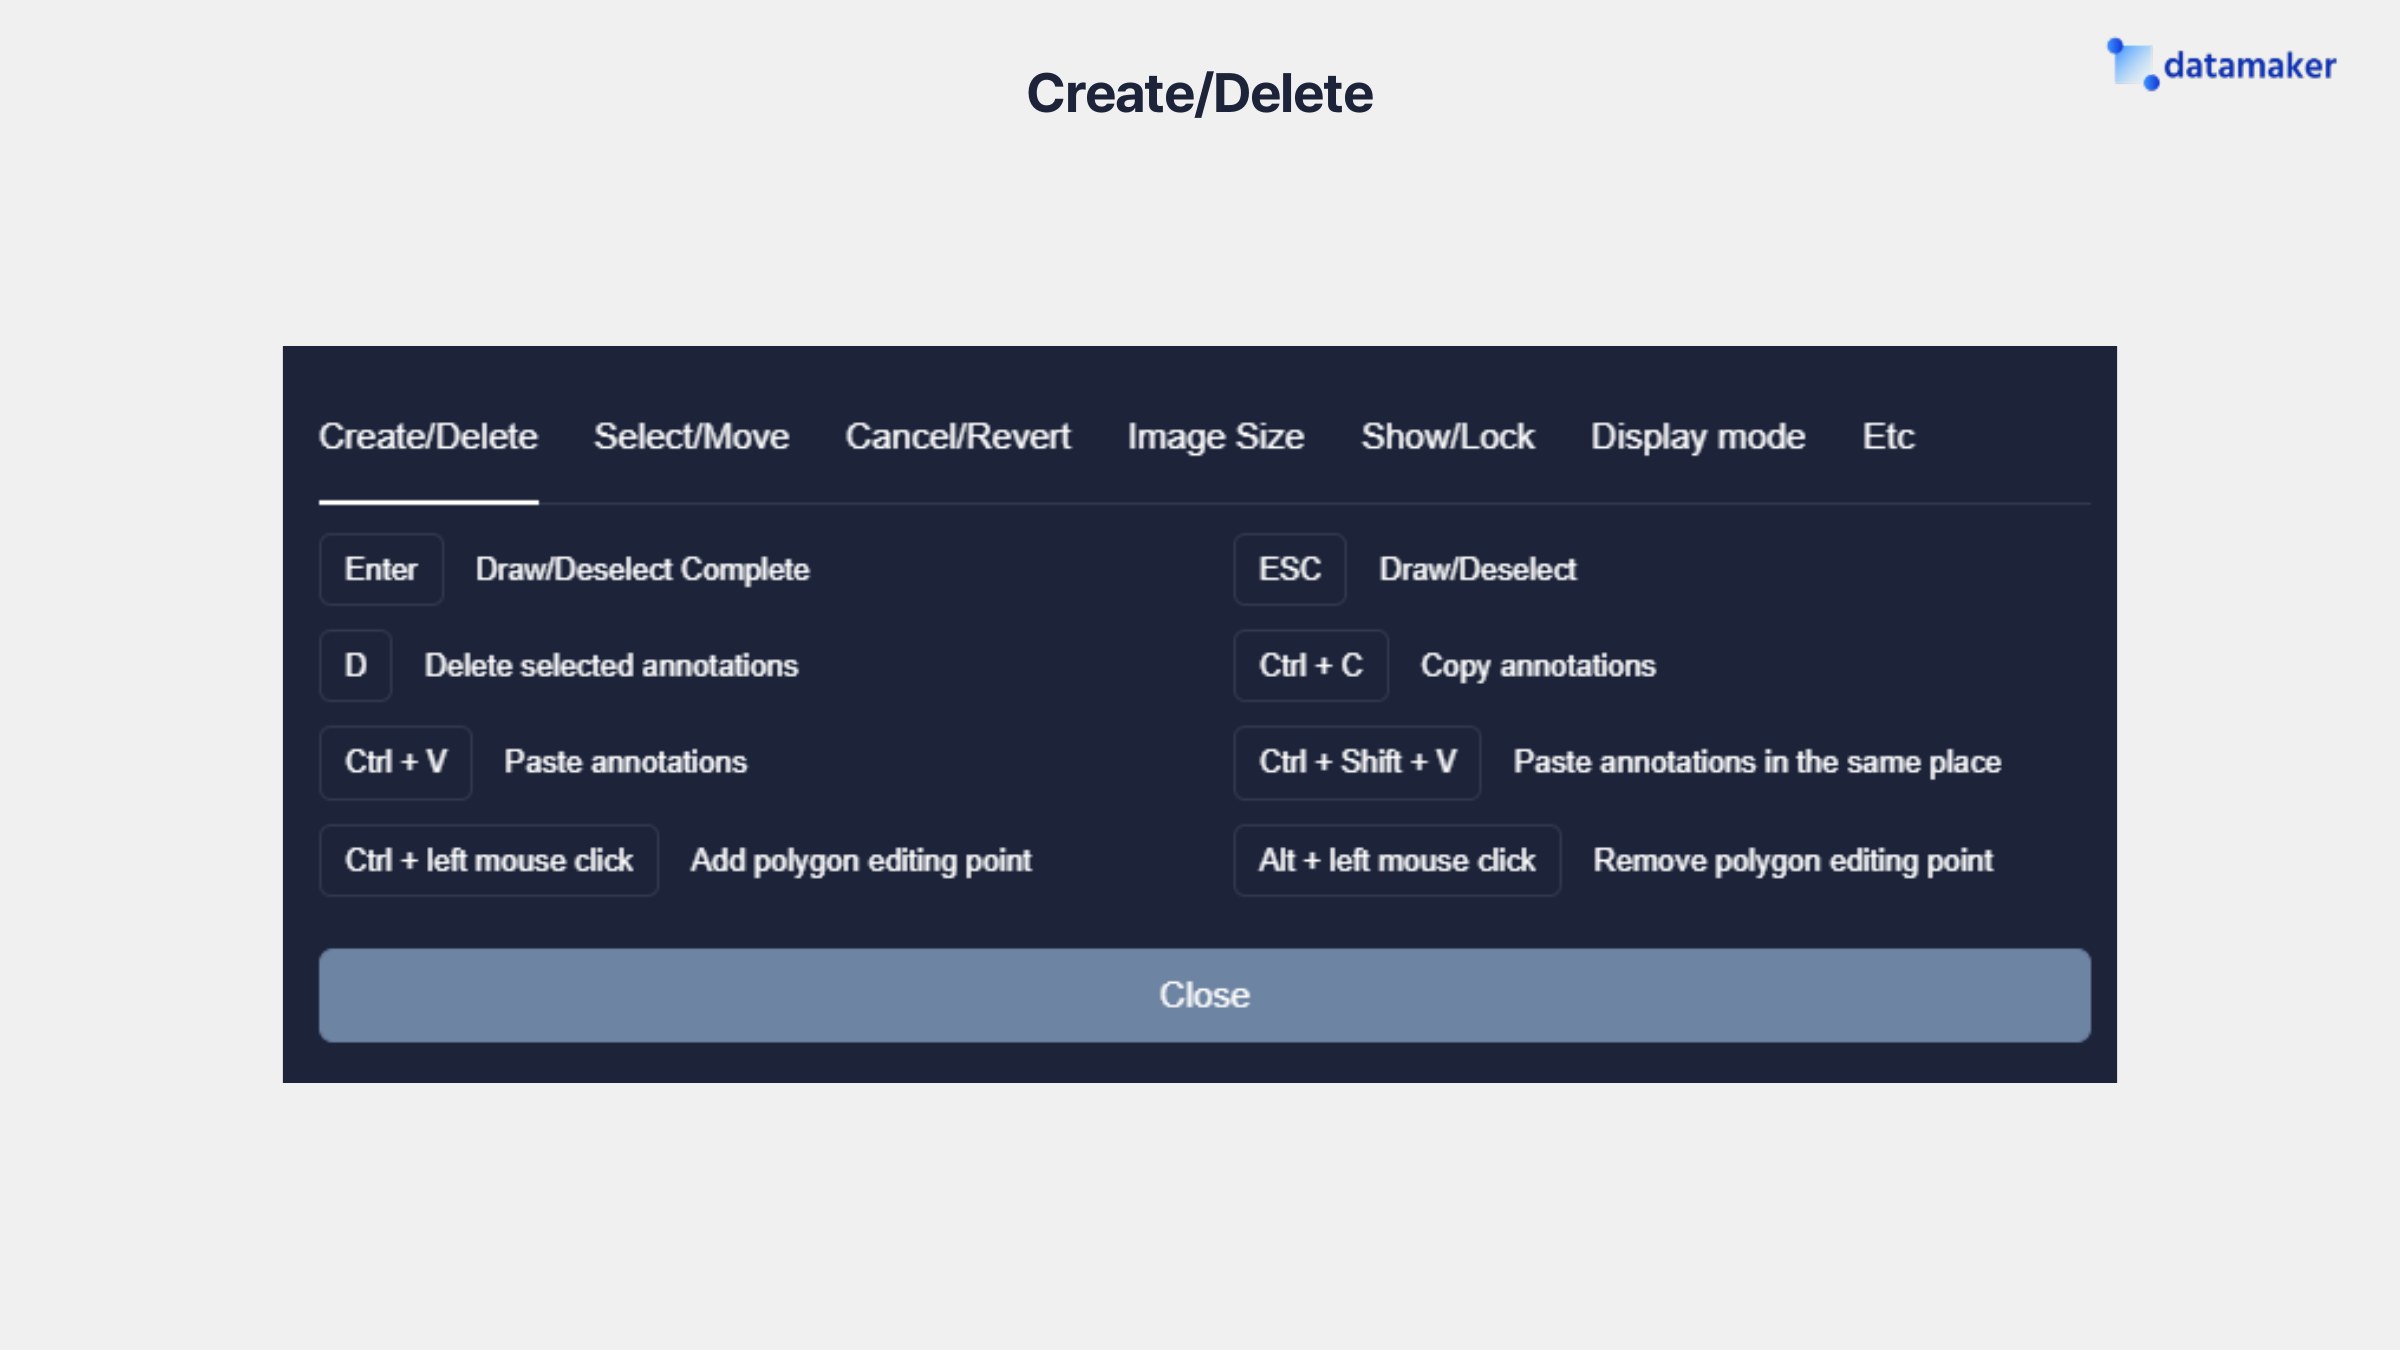 Create/Delete
datamaker
Create/Delete Select/Move Cancel/Revert Image Size Show/Lock Display mode Etc
Enter Draw/Deselect Complete ESC Draw/Deselect
D Delete selected annotations Ctrl + C Copy annotations
Ctrl + V Paste annotations Ctrl + Shift + V Paste annotations in the same place
Ctrl + left mouse click Add polygon editing point Alt + left mouse click Remove polygon editing point
Close